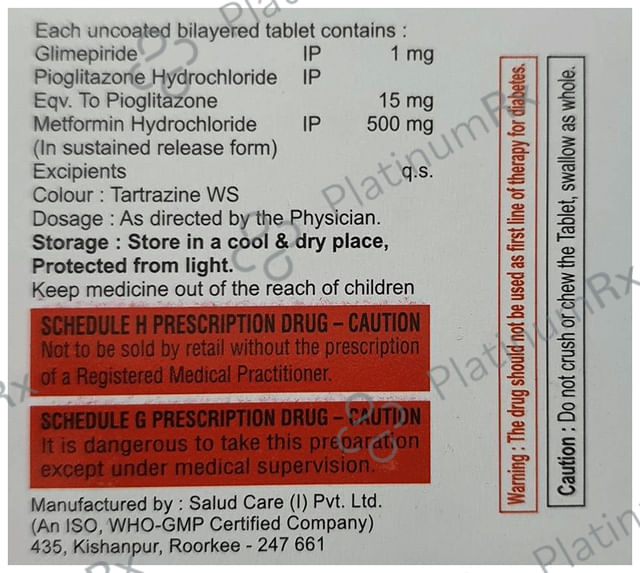 Each uncoated bilayered tablet contains :
Glimepiride IP 1 mg
Pioglitazone Hydrochloride IP
Eqv. To Pioglitazone 15 mg
Metformin Hydrochloride IP 500 mg
(In sustained release form)
Excipients q.s.
Colour : Tartrazine WS
Dosage : As directed by the Physician.
Storage : Store in a cool & dry place,
Protected from light.
Keep medicine out of the reach of children
SCHEDULE H PRESCRIPTION DRUG – CAUTION
Not to be sold by retail without the prescription
of a Registered Medical Practitioner.
SCHEDULE G PRESCRIPTION DRUG – CAUTION
It is dangerous to take this preparation
except under medical supervision.
Manufactured by : Salud Care (I) Pvt. Ltd.
(An ISO, WHO-GMP Certified Company)
435, Kishanpur, Roorkee - 247 661
Warning : The drug should not be used as first line of therapy for diabetes.
Caution : Do not crush or chew the Tablet, swallow as whole.
PlatinumRx
PlatinumRx
Rx
Platin